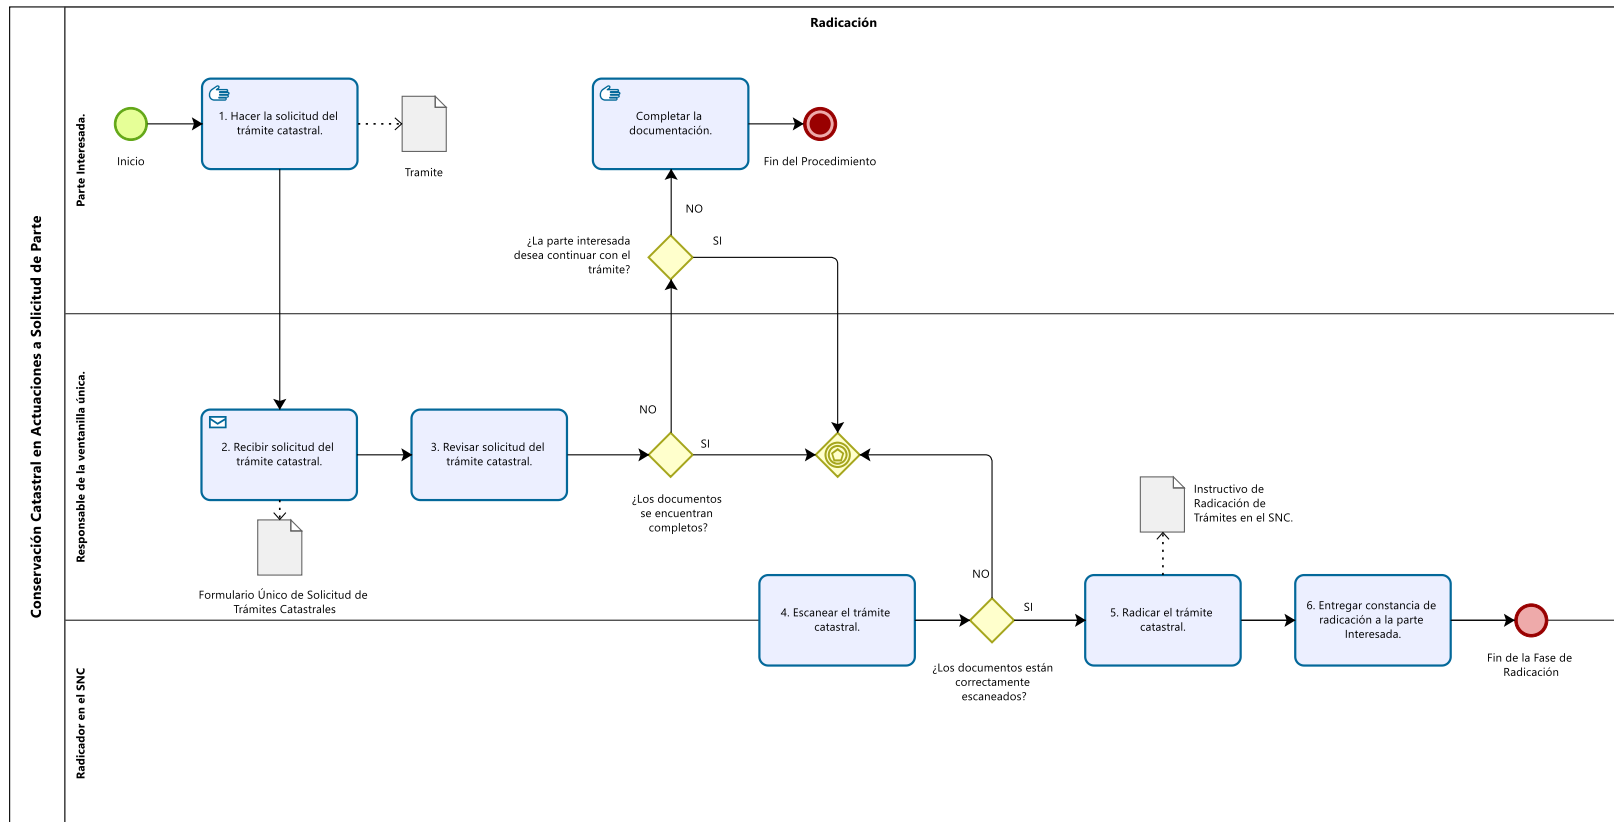 Radicación
Conservación Catastral en Actuaciones a Solicitud de Parte
Parte Interesada.
Inicio
1. Hacer la solicitud del
trámite catastral.
Tramite
Completar la
documentación.
Fin del Procedimiento
NO
¿La parte interesada
desea continuar con el
trámite?
SI
Responsable de la ventanilla única.
2. Recibir solicitud del
trámite catastral.
Formulario Único de Solicitud de
Trámites Catastrales
3. Revisar solicitud del
trámite catastral.
NO
SI
¿Los documentos
se encuentran
completos?
Instructivo de
Radicación de
Trámites en el SNC.
Radicador en el SNC
4. Escanear el trámite
catastral.
NO
SI
¿Los documentos están
correctamente
escaneados?
5. Radicar el trámite
catastral.
6. Entregar constancia de
radicación a la parte
Interesada.
Fin de la Fase de
Radicación